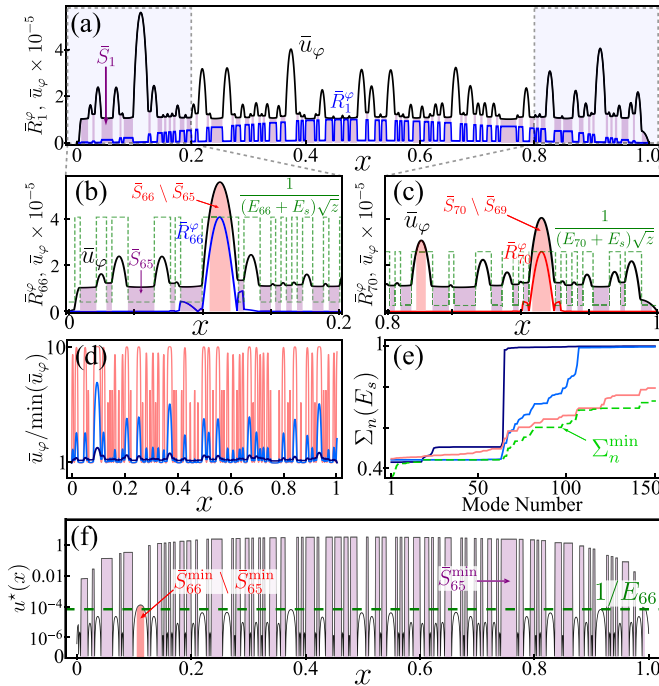 (a)
S̄₁
ū_φ
R̄₁^φ
R̄₁^φ, ū_φ × 10⁻⁵
4
2
0
0.0 0.2 0.4 0.6 0.8 1.0
x
(b)
S̄₆₆ \ S̄₆₅
1/((E₆₆ + E_s)√z)
R̄₆₆^φ
ū_φ
S̄₆₅
R̄₆₆^φ, ū_φ × 10⁻⁵
4
2
0
0 0.2
x
(c)
S̄₇₀ \ S̄₆₉
1/((E₇₀ + E_s)√z)
ū_φ
R̄₇₀^φ
R̄₇₀^φ, ū_φ × 10⁻⁵
4
2
0
0.8 1
x
(d)
ū_φ/min(ū_φ)
10
1
0 0.2 0.4 0.6 0.8 1
x
(e)
Σ_n(E_s)
1
0.4
Σ_n^min
1 50 100 150
Mode Number
(f)
u*(x)
1
0.01
10⁻⁴
10⁻⁶
S̄₆₆^min \ S̄₆₅^min
S̄₆₅^min
1/E₆₆
0.0 0.2 0.4 0.6 0.8 1.0
x